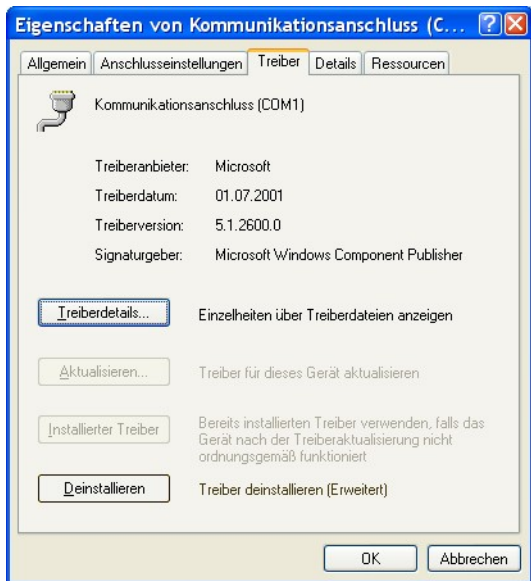 Eigenschaften von Kommunikationsanschluss (C...
Allgemein
Anschlusseinstellungen
Treiber
Details
Ressourcen
Kommunikationsanschluss (COM1)
Treiberanbieter: Microsoft
Treiberdatum: 01.07.2001
Treiberversion: 5.1.2600.0
Signaturgeber: Microsoft Windows Component Publisher
Treiberdetails... Einzelheiten über Treiberdateien anzeigen
Aktualisieren... Treiber für dieses Gerät aktualisieren
Installierter Treiber
Bereits installierten Treiber verwenden, falls das
Gerät nach der Treiberaktualisierung nicht
ordnungsgemäß funktioniert
Deinstallieren Treiber deinstallieren (Erweitert)
OK
Abbrechen